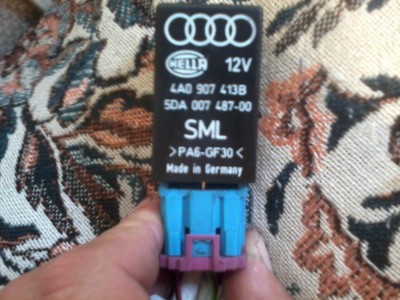 HELLA 12V
4A0 907 413B
5DA 007 487-00
SML
>PA6-GF30<
Made in Germany